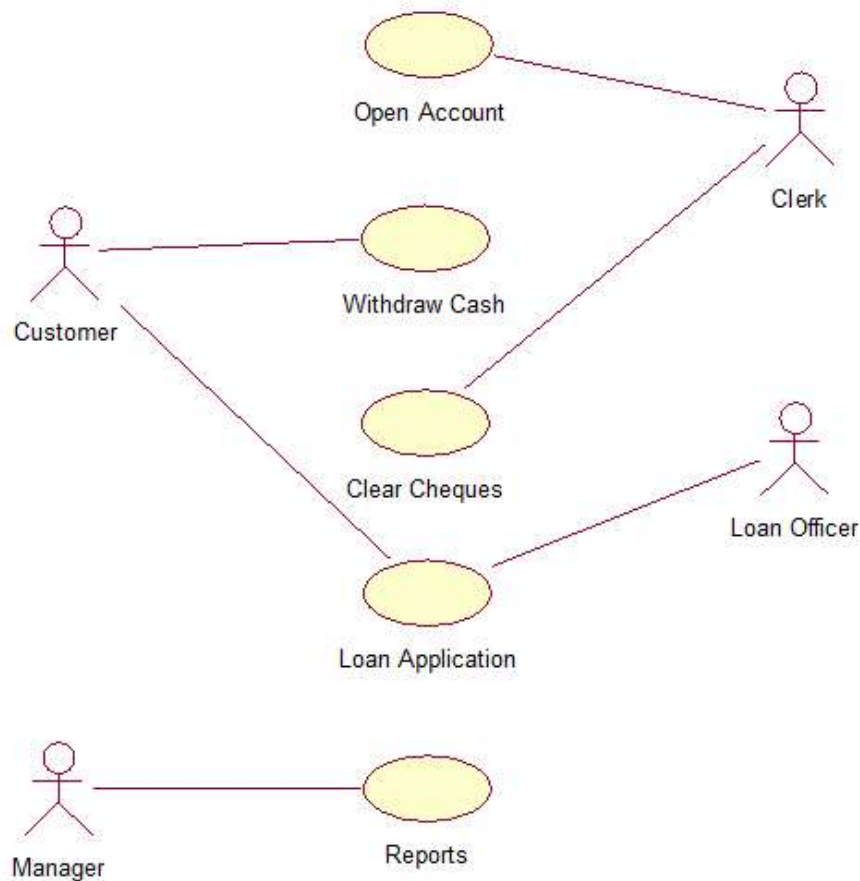 Open Account
Clerk
Withdraw Cash
Customer
Clear Cheques
Loan Officer
Loan Application
Reports
Manager